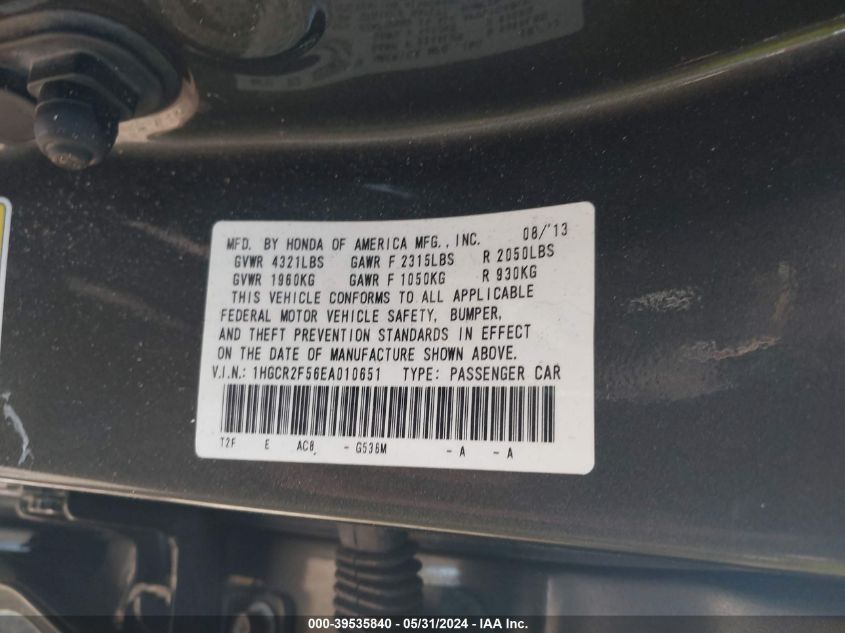 MFD. BY HONDA OF AMERICA MFG., INC. 08/'13
GVWR 4321LBS GAWR F 2315LBS R 2050LBS
GVWR 1960KG GAWR F 1050KG R 930KG
THIS VEHICLE CONFORMS TO ALL APPLICABLE
FEDERAL MOTOR VEHICLE SAFETY, BUMPER,
AND THEFT PREVENTION STANDARDS IN EFFECT
ON THE DATE OF MANUFACTURE SHOWN ABOVE.
V.I.N.: 1HGCR2F56EA010651 TYPE: PASSENGER CAR
T2F E AC8 - G536M - A - A
000-39535840 - 05/31/2024 - IAA Inc.